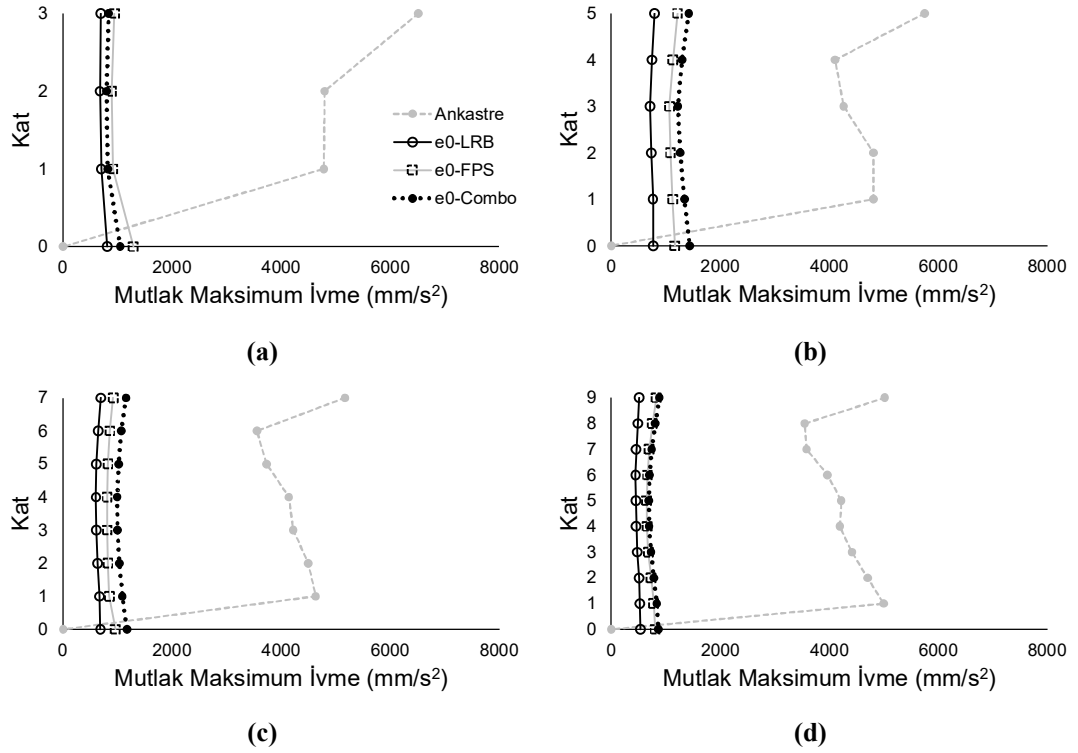 3
2
1
0
Kat
Ankastre
e0-LRB
e0-FPS
e0-Combo
0 2000 4000 6000 8000
Mutlak Maksimum İvme (mm/s²)
(a)
5
4
3
2
1
0
Kat
0 2000 4000 6000 8000
Mutlak Maksimum İvme (mm/s²)
(b)
7
6
5
4
3
2
1
0
Kat
0 2000 4000 6000 8000
Mutlak Maksimum İvme (mm/s²)
(c)
9
8
7
6
5
4
3
2
1
0
Kat
0 2000 4000 6000 8000
Mutlak Maksimum İvme (mm/s²)
(d)